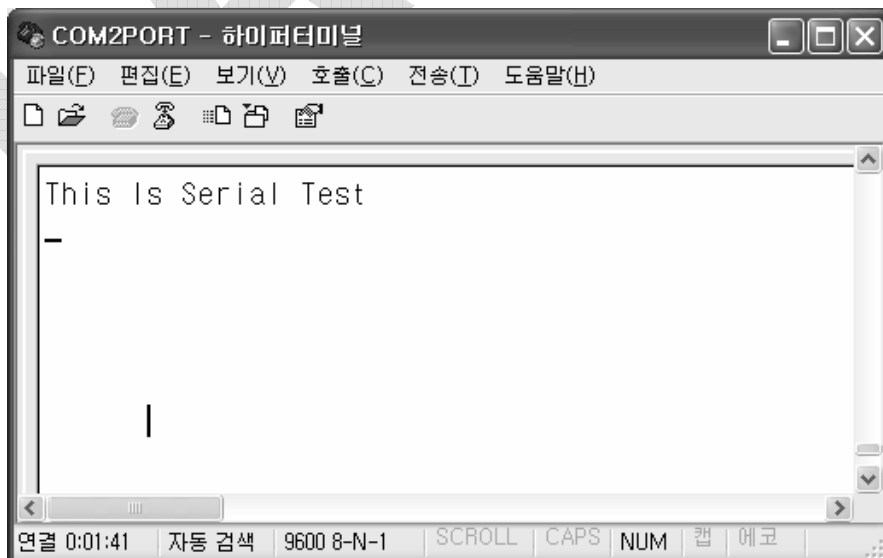 COM2PORT - 하이퍼터미널
파일(F) 편집(E) 보기(V) 호출(C) 전송(T) 도움말(H)
This Is Serial Test
연결 0:01:41 자동 검색 9600 8-N-1 SCROLL CAPS NUM 캡 에코